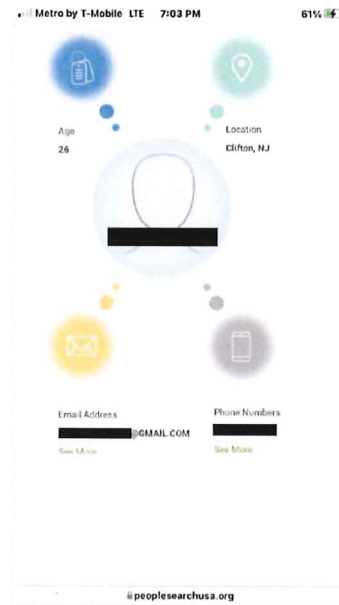 Metro by T-Mobile LTE 7:03 PM 61%
Age
26
Location
Clifton, NJ
Email Address
@GMAIL.COM
See More
Phone Numbers
See More
peoplesearchusa.org